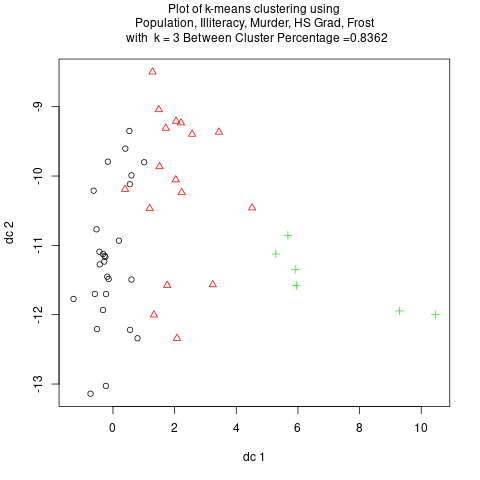 Plot of k-means clustering using
Population, Illiteracy, Murder, HS Grad, Frost
with k = 3 Between Cluster Percentage =0.8362
-9
-10
-11
-12
-13
dc 2
0 2 4 6 8 10
dc 1